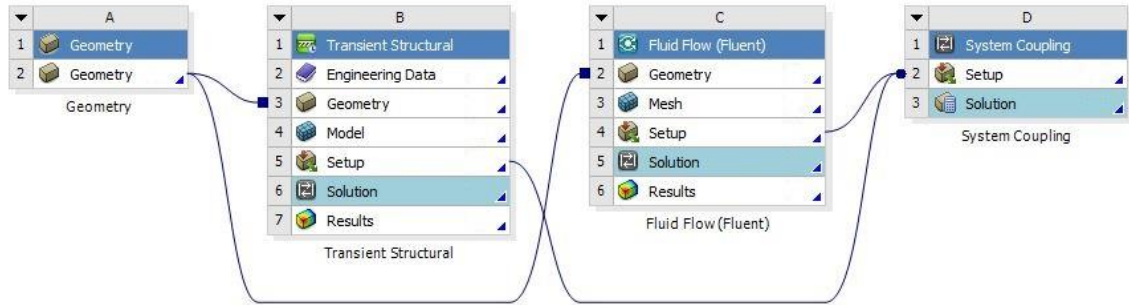 A
1 Geometry
2 Geometry
Geometry
B
1 Transient Structural
2 Engineering Data
3 Geometry
4 Model
5 Setup
6 Solution
7 Results
Transient Structural
C
1 Fluid Flow (Fluent)
2 Geometry
3 Mesh
4 Setup
5 Solution
6 Results
Fluid Flow (Fluent)
D
1 System Coupling
2 Setup
3 Solution
System Coupling